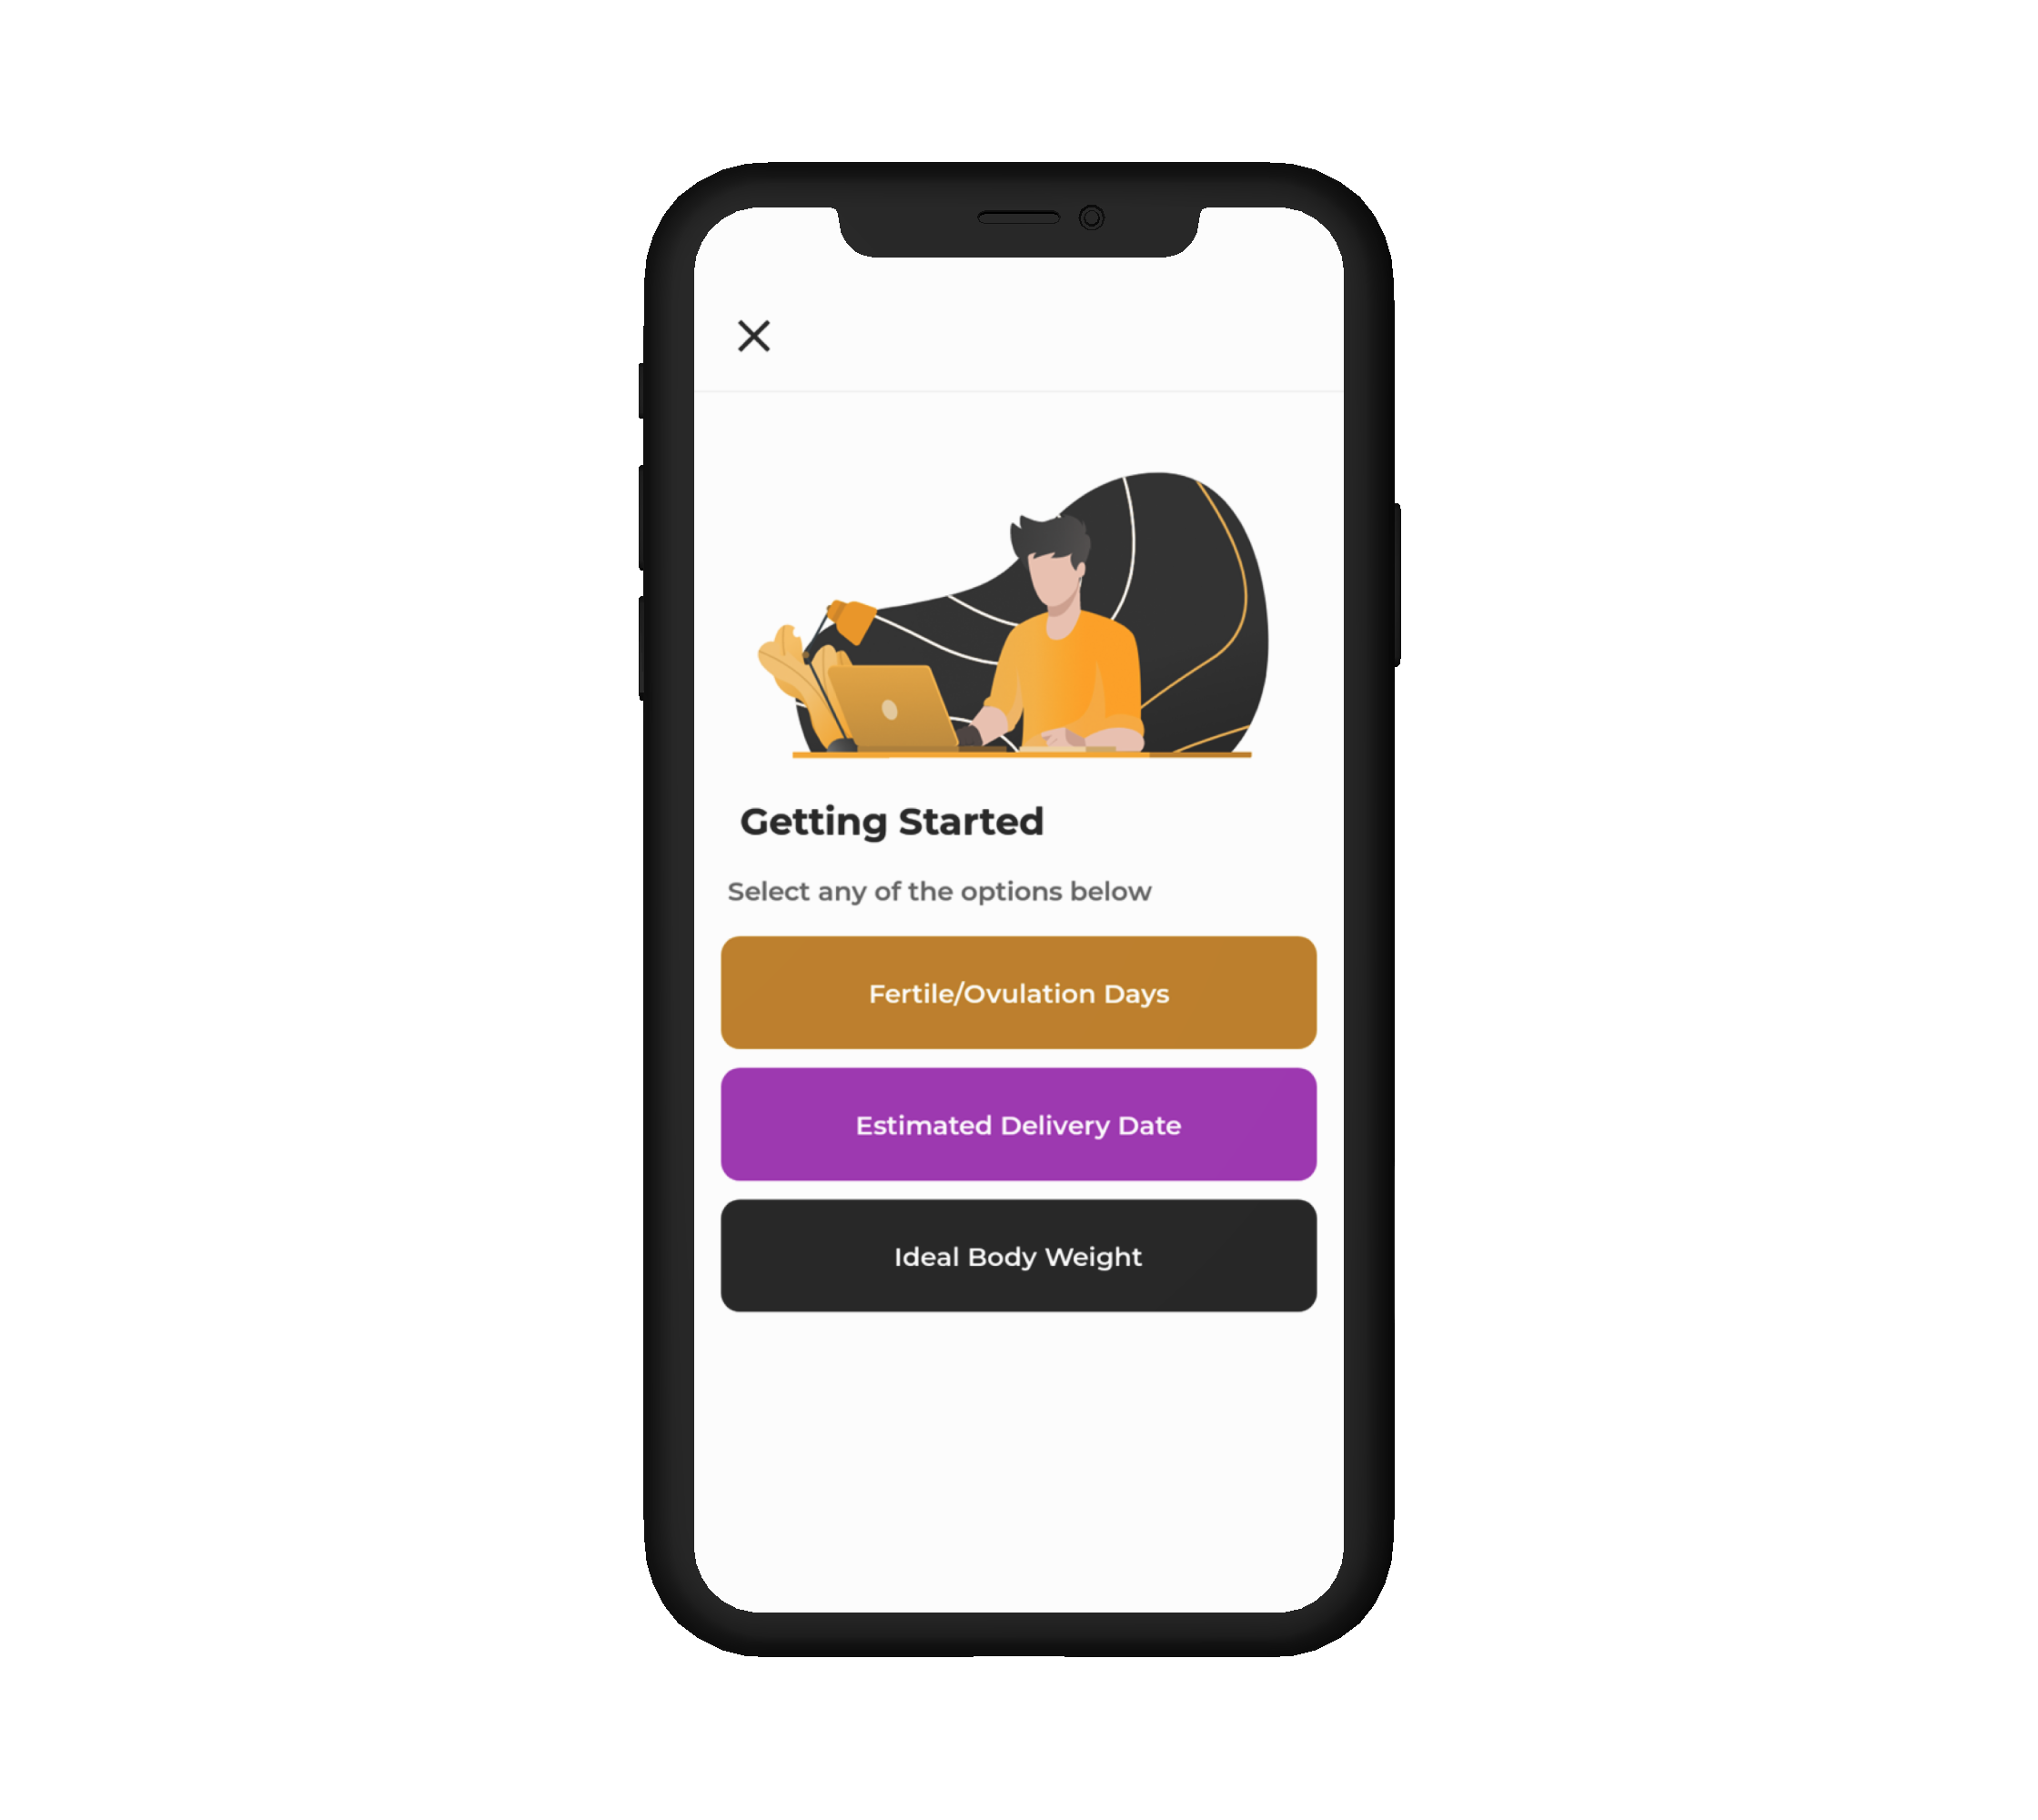 Getting Started
Select any of the options below
Fertile/Ovulation Days
Estimated Delivery Date
Ideal Body Weight